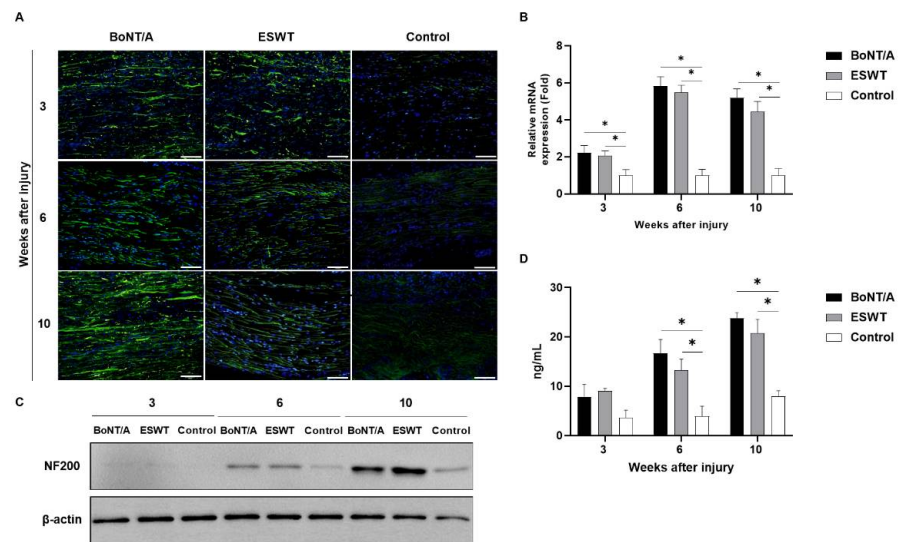 A
BoNT/A ESWT Control
Weeks after injury
3
6
10
B
Relative mRNA
expression (Fold)
8
6
4
2
0
* * * * * *
3 6 10
Weeks after injury
BoNT/A
ESWT
Control
C
3 6 10
BoNT/A ESWT Control BoNT/A ESWT Control BoNT/A ESWT Control
NF200
β-actin
D
ng/mL
30
20
10
0
* * * *
3 6 10
Weeks after injury
BoNT/A
ESWT
Control